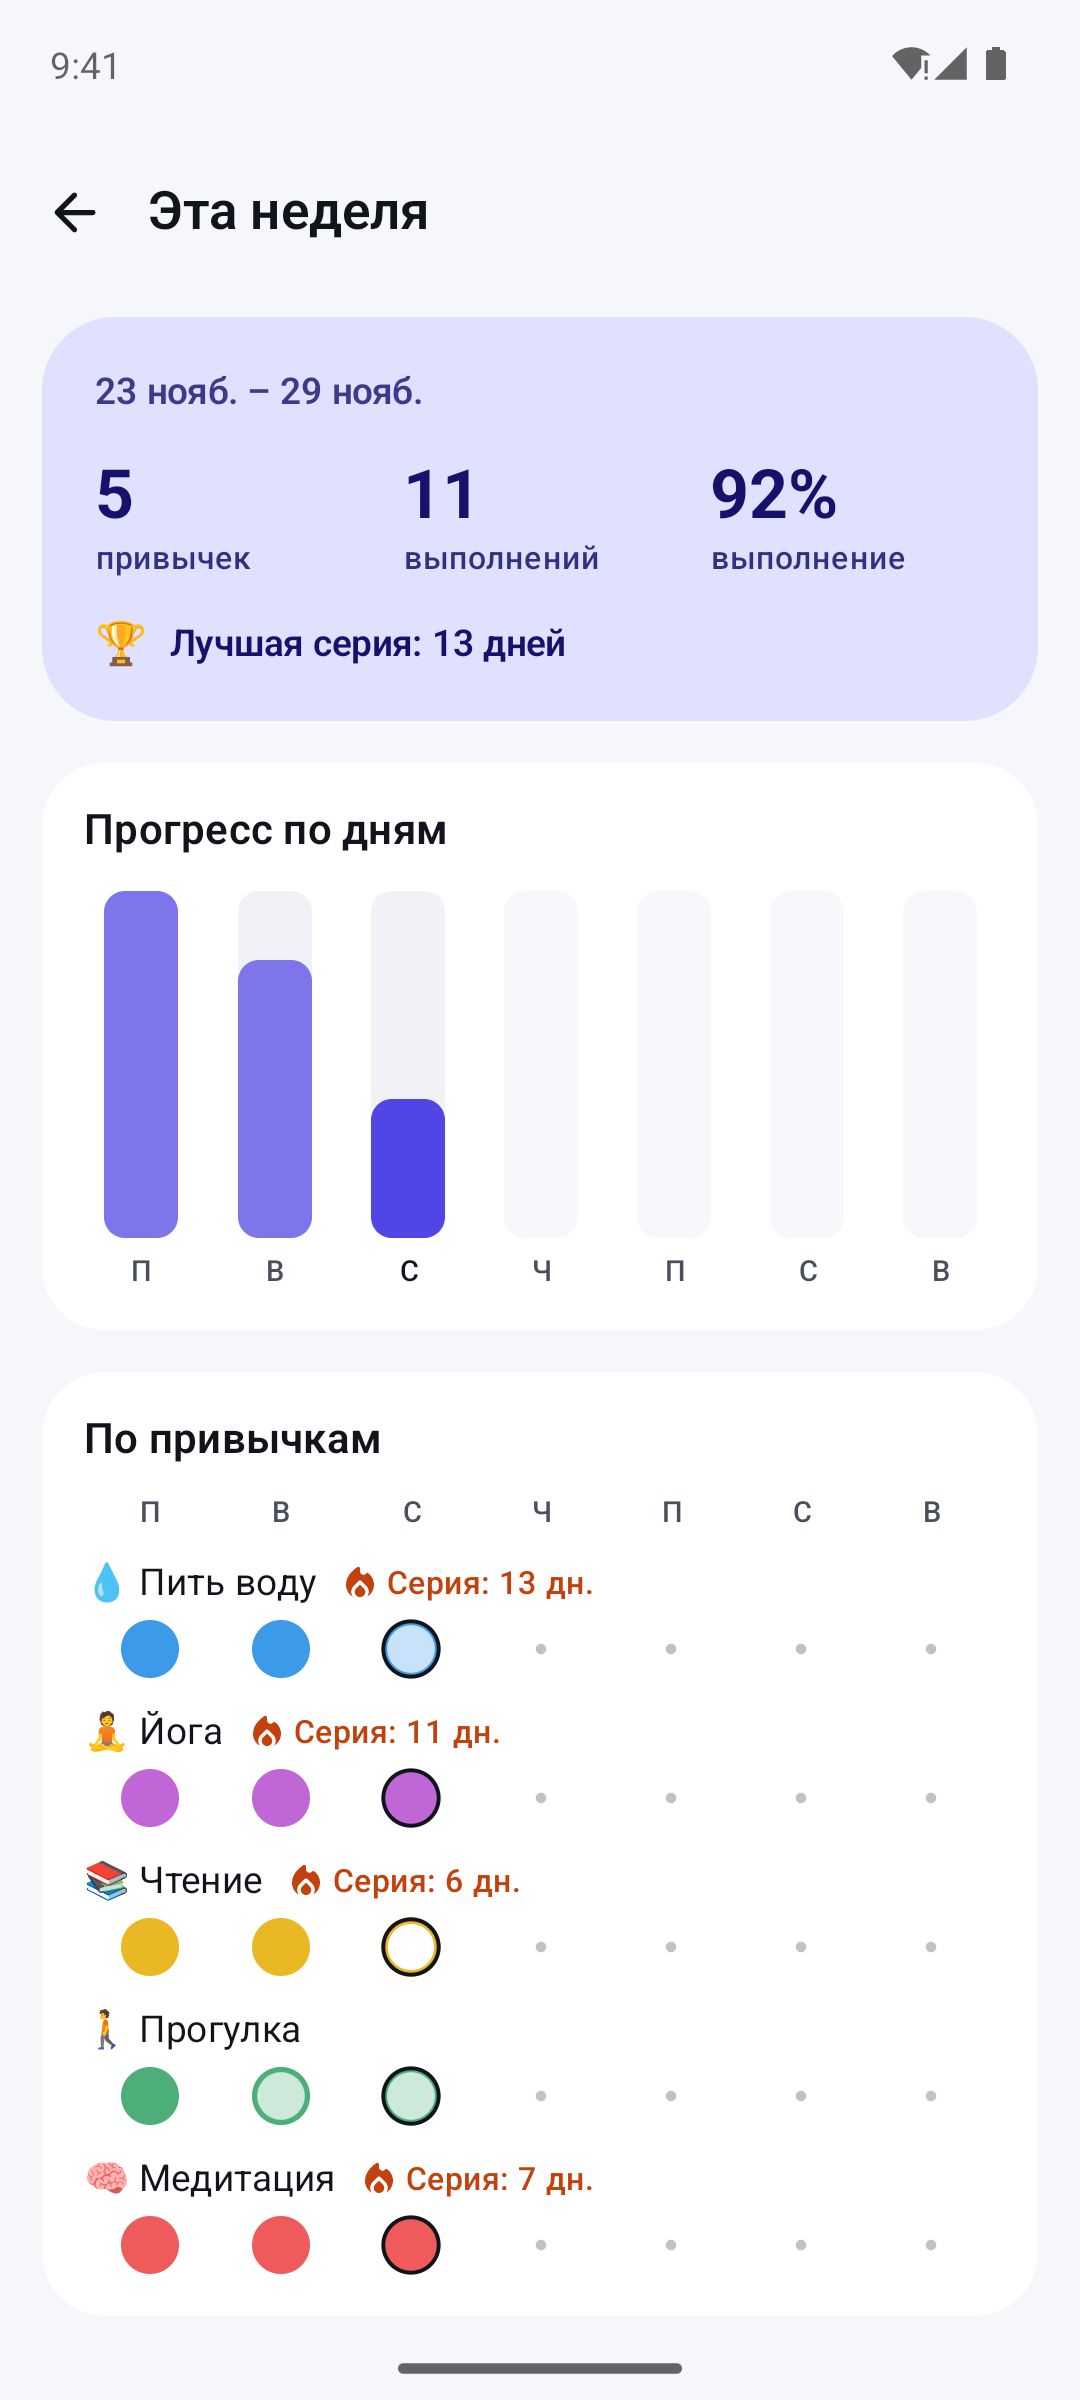 9:41
Эта неделя
23 нояб. – 29 нояб.
5 11 92%
привычек выполнений выполнение
🏆 Лучшая серия: 13 дней
Прогресс по дням
П В С Ч П С В
По привычкам
П В С Ч П С В
💧 Пить воду Серия: 13 дн.
🧘 Йога Серия: 11 дн.
📚 Чтение Серия: 6 дн.
🚶 Прогулка
🧠 Медитация Серия: 7 дн.